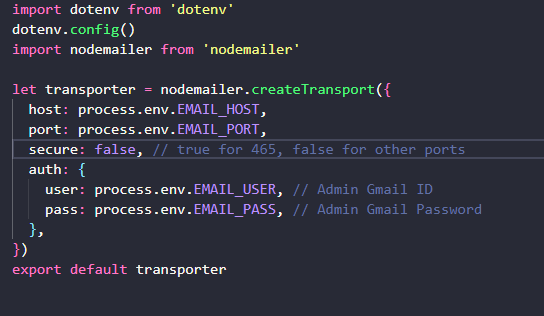 import dotenv from 'dotenv'
dotenv.config()
import nodemailer from 'nodemailer'
let transporter = nodemailer.createTransport({
host: process.env.EMAIL_HOST,
port: process.env.EMAIL_PORT,
secure: false, // true for 465, false for other ports
auth: {
user: process.env.EMAIL_USER, // Admin Gmail ID
pass: process.env.EMAIL_PASS, // Admin Gmail Password
},
})
export default transporter